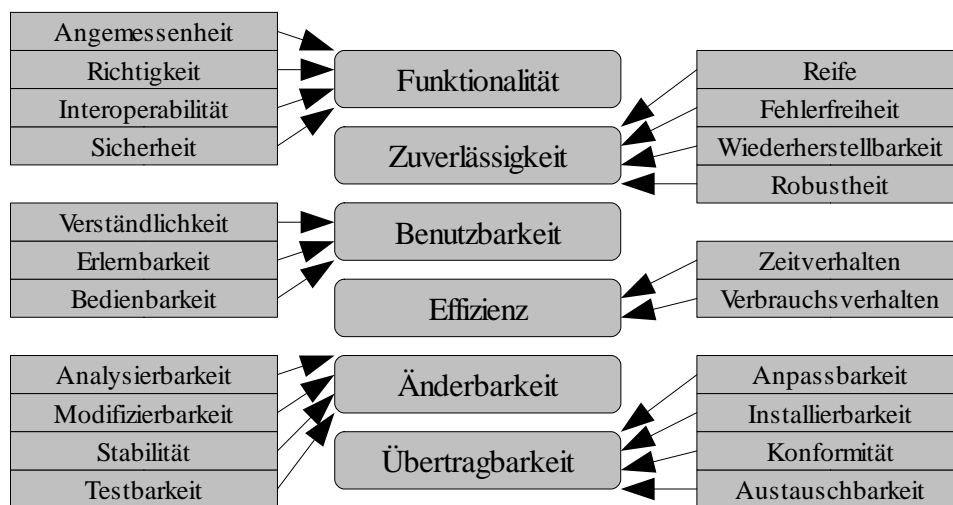 Angemessenheit
Richtigkeit
Interoperabilität
Sicherheit
Funktionalität
Reife
Fehlerfreiheit
Wiederherstellbarkeit
Robustheit
Zuverlässigkeit
Verständlichkeit
Erlernbarkeit
Bedienbarkeit
Benutzbarkeit
Zeitverhalten
Verbrauchsverhalten
Effizienz
Analysierbarkeit
Modifizierbarkeit
Stabilität
Testbarkeit
Änderbarkeit
Anpassbarkeit
Installierbarkeit
Konformität
Austauschbarkeit
Übertragbarkeit